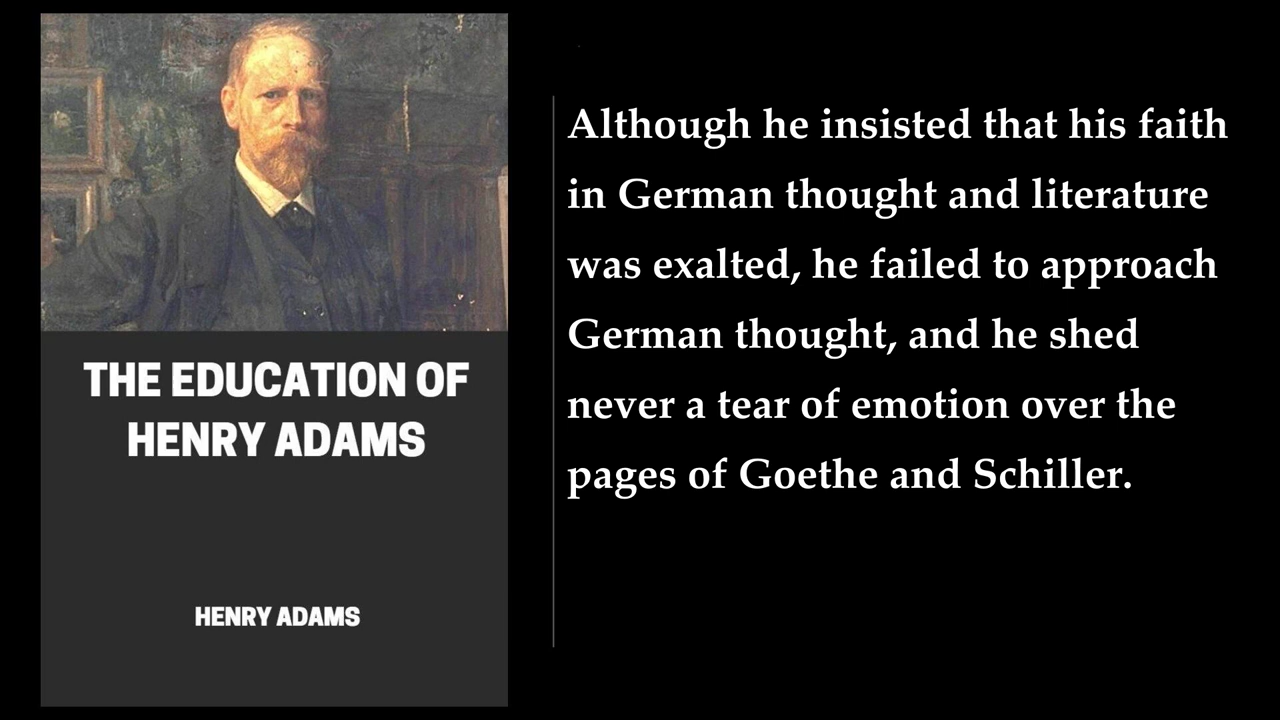 THE EDUCATION OF
HENRY ADAMS
HENRY ADAMS
Although he insisted that his faith
in German thought and literature
was exalted, he failed to approach
German thought, and he shed
never a tear of emotion over the
pages of Goethe and Schiller.